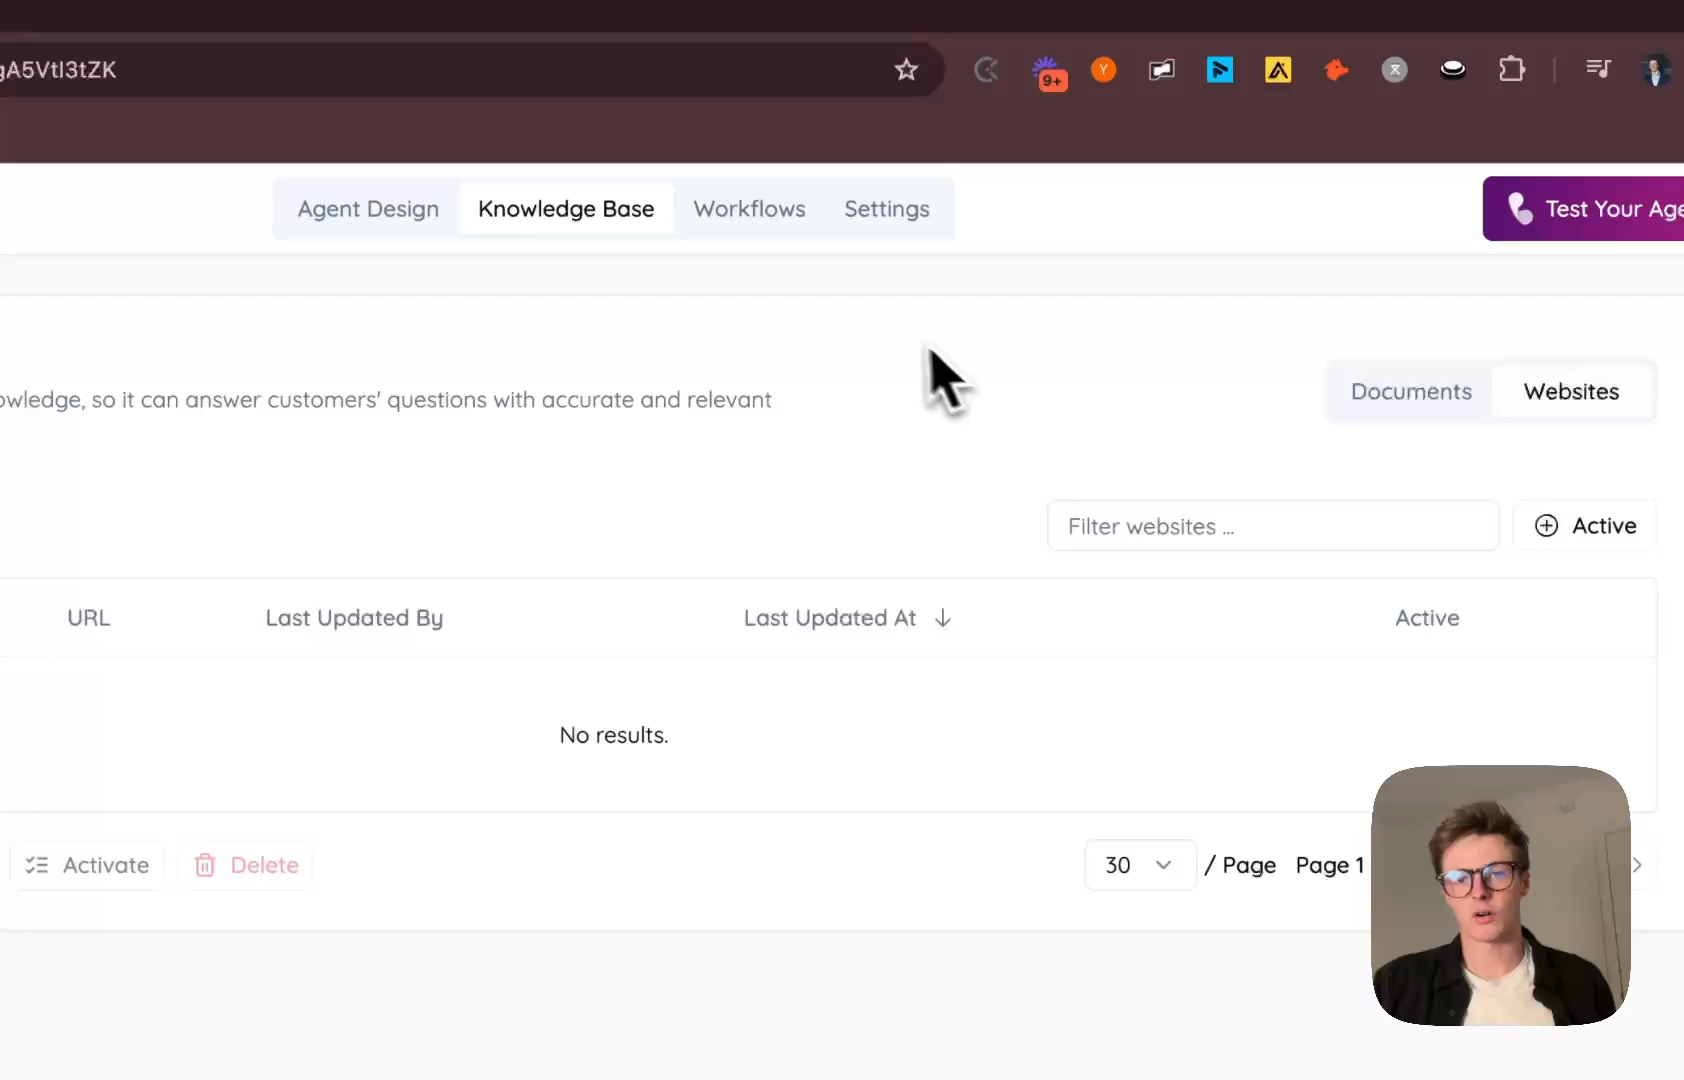 gA5Vtl3tZK
9+
Y
Agent Design
Knowledge Base
Workflows
Settings
Test Your Age
owledge, so it can answer customers' questions with accurate and relevant
Documents
Websites
Filter websites ...
Active
URL
Last Updated By
Last Updated At
Active
No results.
Activate
Delete
30
/ Page
Page 1